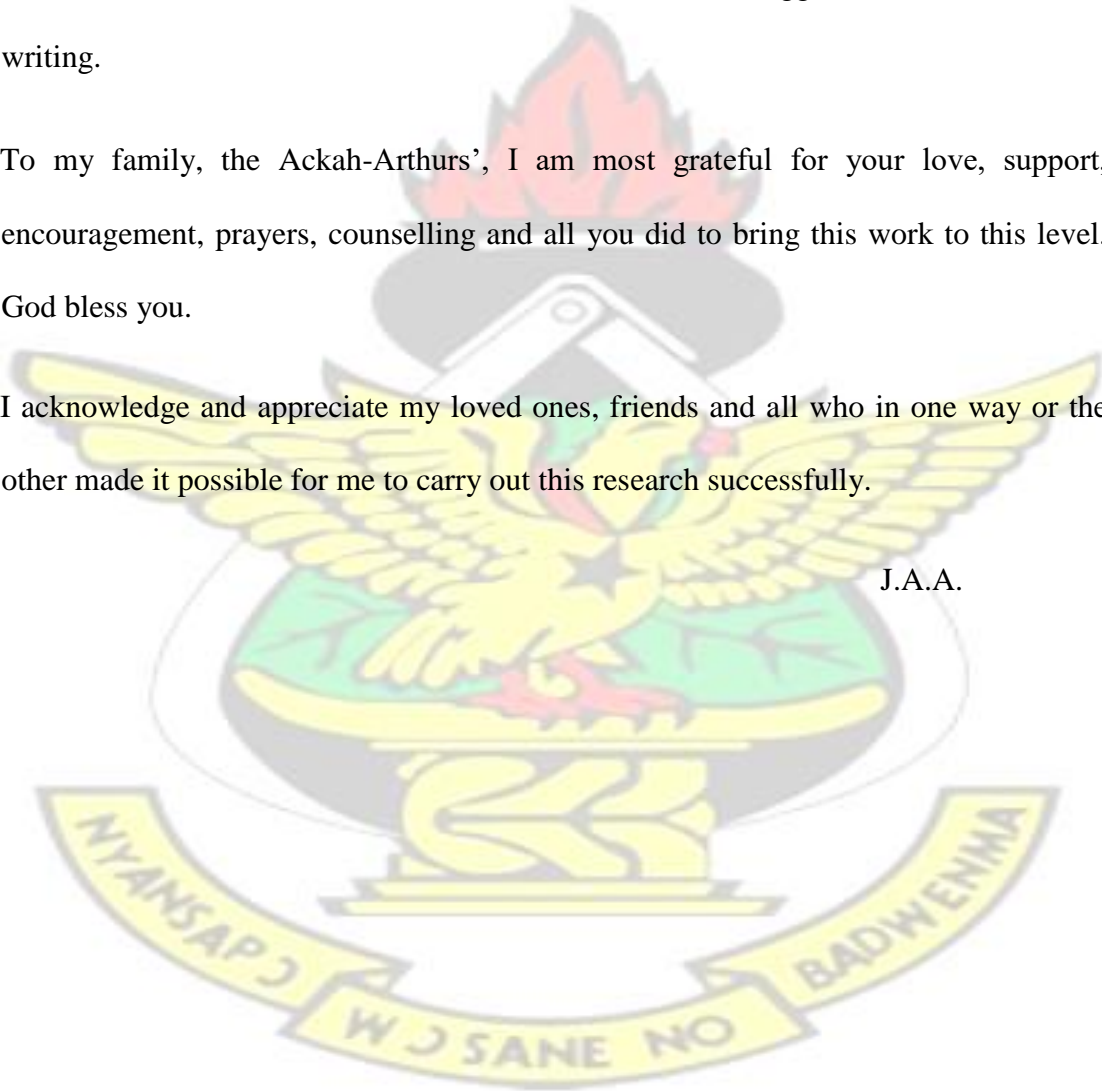 writing.
To my family, the Ackah-Arthurs’, I am most grateful for your love, support,
encouragement, prayers, counselling and all you did to bring this work to this level.
God bless you.
I acknowledge and appreciate my loved ones, friends and all who in one way or the
other made it possible for me to carry out this research successfully.
J.A.A.
NYANSAPƆ
WƆSANE NO
BADWENMA